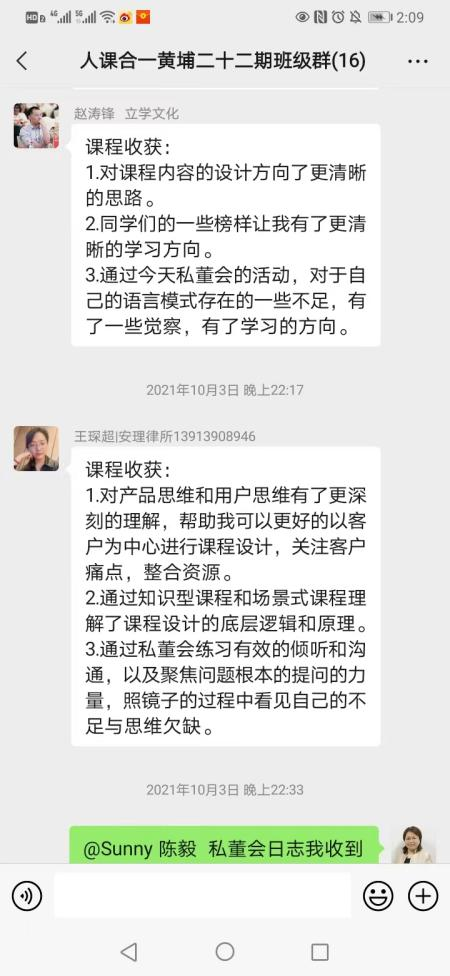 HD 2 4G 5G 2:09
人课合一黄埔二十二期班级群(16)
赵涛锋 立学文化
课程收获：
1.对课程内容的设计方向了更清晰
的思路。
2.同学们的一些榜样让我有了更清
晰的学习方向。
3.通过今天私董会的活动，对于自
己的语言模式存在的一些不足，有
了一些觉察，有了学习的方向。
2021年10月3日 晚上22:17
王琛超|安理律所13913908946
课程收获：
1.对产品思维和用户思维有了更深
刻的理解，帮助我可以更好的以客
户为中心进行课程设计，关注客户
痛点，整合资源。
2.通过知识型课程和场景式课程理
解了课程设计的底层逻辑和原理。
3.通过私董会练习有效的倾听和沟
通，以及聚焦问题根本的提问的力
量，照镜子的过程中看见自己的不
足与思维欠缺。
2021年10月3日 晚上22:33
@Sunny 陈毅 私董会日志我收到